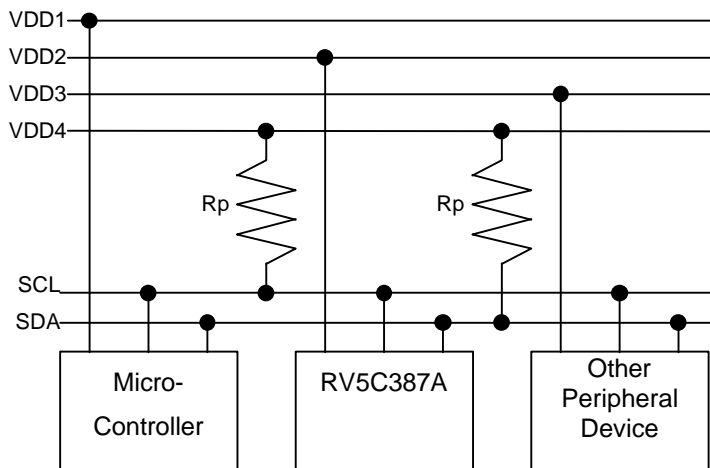 VDD1
VDD2
VDD3
VDD4
Rp
Rp
SCL
SDA
Micro-
Controller
RV5C387A
Other
Peripheral
Device